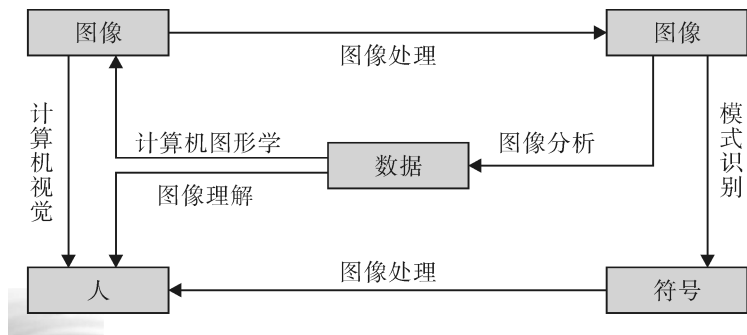 图像
图像
图像处理
计算机视觉
计算机图形学
数据
图像分析
模式识别
图像理解
人
图像处理
符号